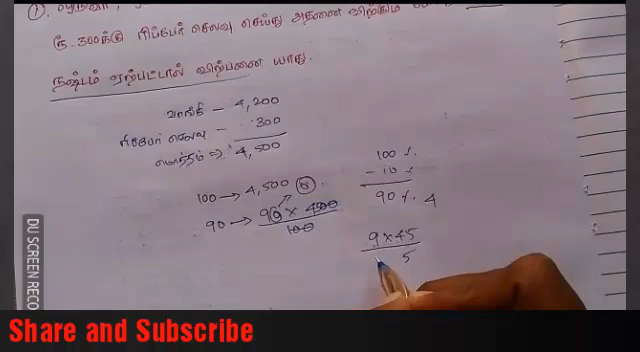 ரூ. 300க்கு ரிப்பேர் செலவு செய்து அதனை விற்கும்
நஷ்டம் ஏற்பட்டால் விற்பனை யாது.
வாங்கி - 4,200
ரிப்பேர் செலவு - 300
மொத்தம் => 4,500
100 → 4,500
90 → 90 × 4500
100
100 %
- 10 %
90 % 4
9 × 45
5
DU SCREEN RECO
Share and Subscribe